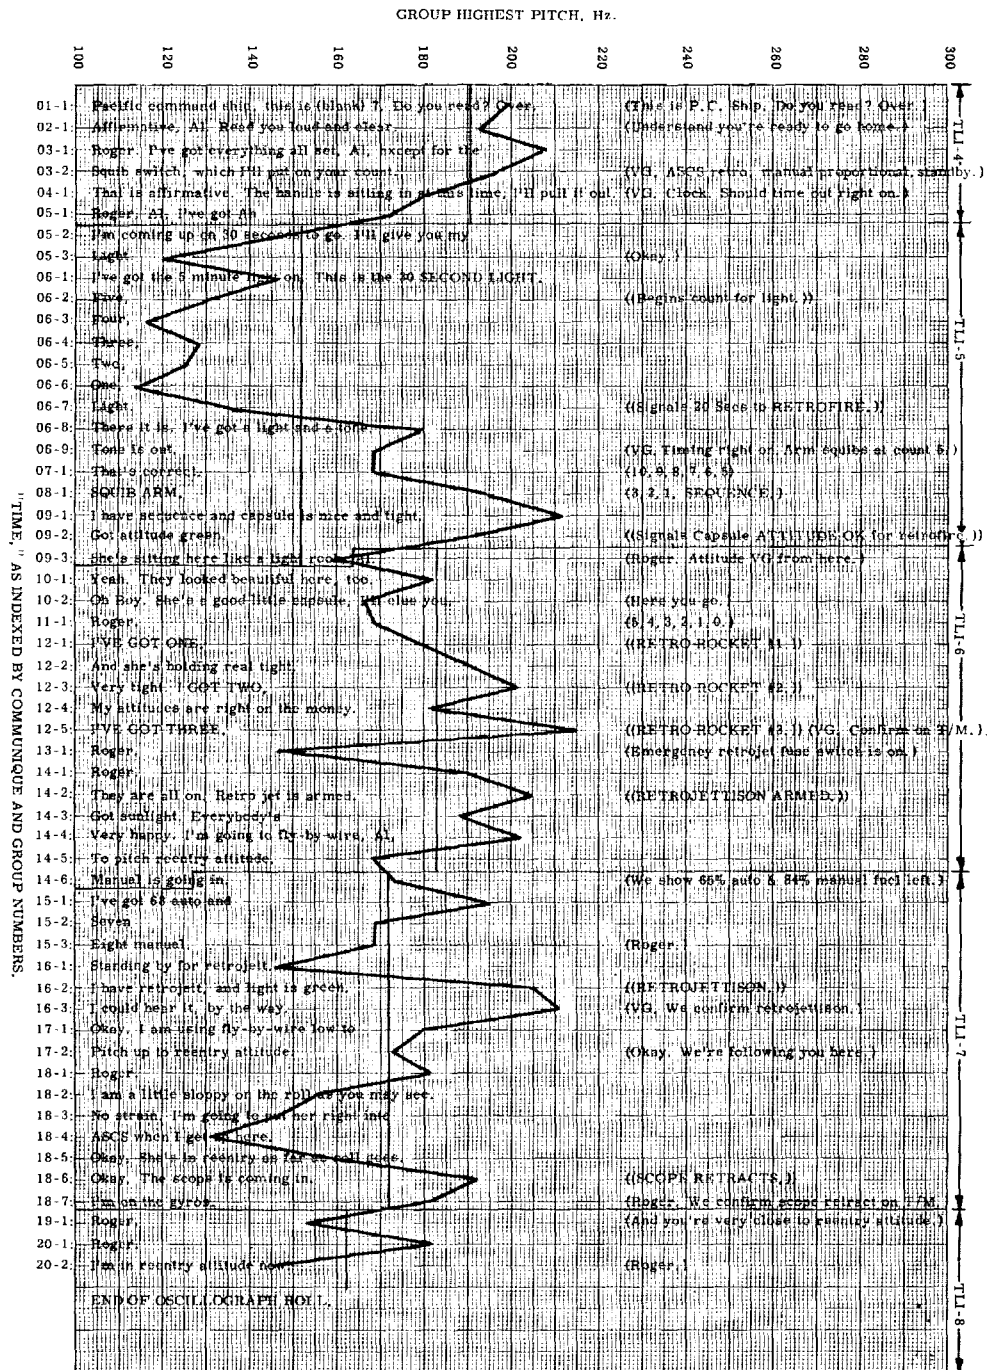 GROUP HIGHEST PITCH, Hz.
100 120 140 160 180 200 220 240 260 280 300
"TIME," AS INDEXED BY COMMUNIQUE AND GROUP NUMBERS.
01-1: Pacific command ship, this is (blank) 7. Do you read? Over. (This is P.C. Ship. Do you read? Over.)
02-1: Affirmative, Al. Read you loud and clear. (Understand you're ready to go home.)
03-1: Roger. I've got everything all set, Al, except for the
03-2: Squib switch, which I'll put on your count. (VG, ASCS retro, manual proportional, standby.)
04-1: That is affirmative. The handle is sitting in at this time, I'll pull it out. (VG, Clock. Should time out right on.)
05-1: Roger, Al, I've got Ah
05-2: I'm coming up on 30 seconds to go. I'll give you my
05-3: Light. (Okay.)
06-1: I've got the 5 minute on. This is the 30 SECOND LIGHT.
06-2: Five, ((Begins count for light.))
06-3: Four,
06-4: Three,
06-5: Two,
06-6: One,
06-7: Light. ((Signals 20 Secs to RETROFIRE.))
06-8: There it is. I've got a light and a tone
06-9: Tone is out. (VG, Timing right on. Arm squibs at count 5.)
07-1: That's correct. (10, 9, 8, 7, 6, 5)
08-1: SQUIB ARM. (3, 2, 1, SEQUENCE.)
09-1: I have sequence and capsule is nice and tight.
09-2: Got attitude green. ((Signals Capsule ATTITUDE OK for retrofire.))
09-3: She's sitting here like a light (Roger. Attitude VG from here.)
10-1: Yeah. They looked beautiful here, too.
10-2: Oh Boy. She's a good little capsule, I'll clue you. (Here you go.)
11-1: Roger. (5, 4, 3, 2, 1, 0.)
12-1: I'VE GOT ONE. ((RETRO-ROCKET #1.))
12-2: And she's holding real tight.
12-3: Very tight. I GOT TWO, ((RETRO-ROCKET #2.))
12-4: My attitudes are right on the money.
12-5: I'VE GOT THREE. ((RETRO-ROCKET #3.)) (VG. Confirm on T/M.)
13-1: Roger. (Emergency retrojet fuse switch is on.)
14-1: Roger.
14-2: They are all on. Retro jet is armed. ((RETROJETTISON ARMED.))
14-3: Got sunlight. Everybody's
14-4: Very happy. I'm going to fly-by-wire, Al,
14-5: To pitch reentry attitude.
14-6: Manual is going in. (We show 65% auto & 84% manual fuel left.)
15-1: I've got 68 auto and
15-2: Seven
15-3: Eight manual. (Roger.)
16-1: Standing by for retrojett.
16-2: I have retrojett, and light is green. ((RETROJETTISON.))
16-3: I could hear it, by the way. (VG, We confirm retrojettison.)
17-1: Okay, I am using fly-by-wire low to
17-2: Pitch up to reentry attitude. (Okay. We're following you here.)
18-1: Roger.
18-2: I am a little sloppy on the roll as you may see.
18-3: No strain. I'm going to put her right into
18-4: ASCS when I get there.
18-5: Okay. She's in reentry as far as roll goes.
18-6: Okay. The scope is coming in. ((SCOPE RETRACTS.))
18-7: I'm on the gyros. (Roger. We confirm scope retract on T/M.
19-1: Roger. (And you're very close to reentry attitude.)
20-1: Roger.
20-2: I'm in reentry attitude now (Roger.)
END OF OSCILLOGRAPH ROLL.
TLI-4
TLI-5
TLI-6
TLI-7
TLI-8